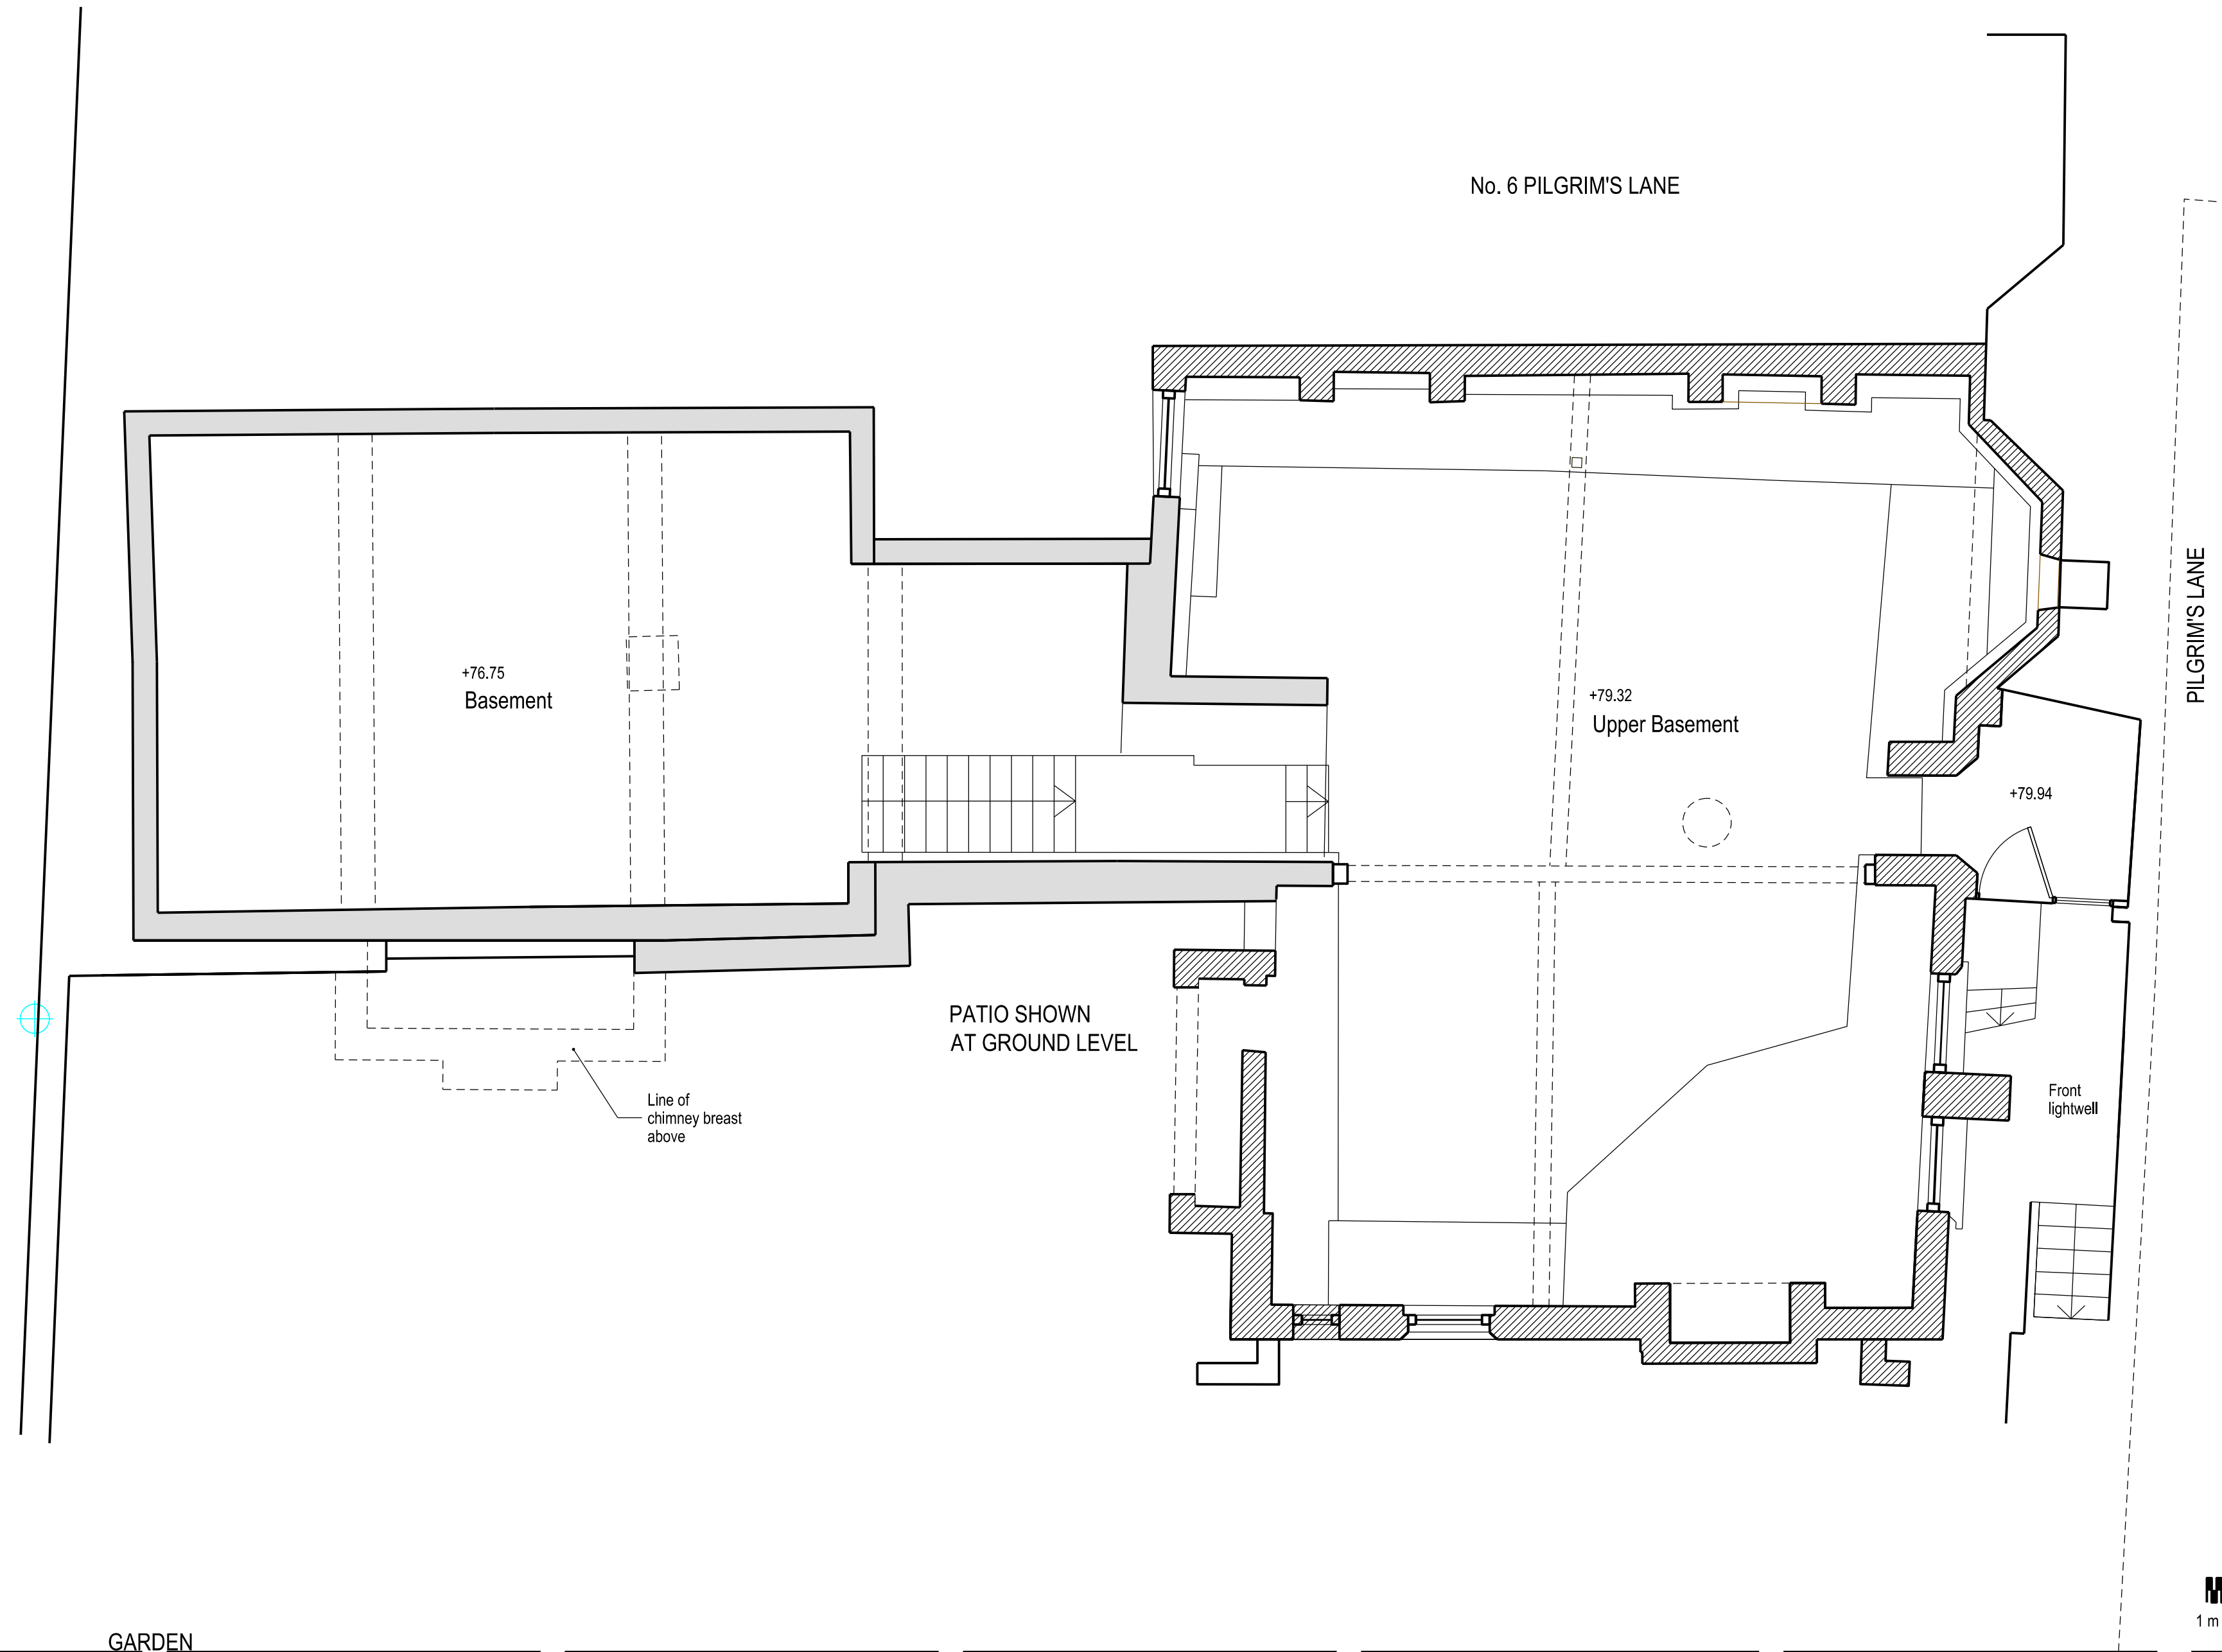 No. 6 PILGRIM'S LANE
PILGRIM'S LANE
+76.75
Basement
+79.32
Upper Basement
+79.94
PATIO SHOWN
AT GROUND LEVEL
Line of
chimney breast
above
Front
lightwell
1 m
GARDEN